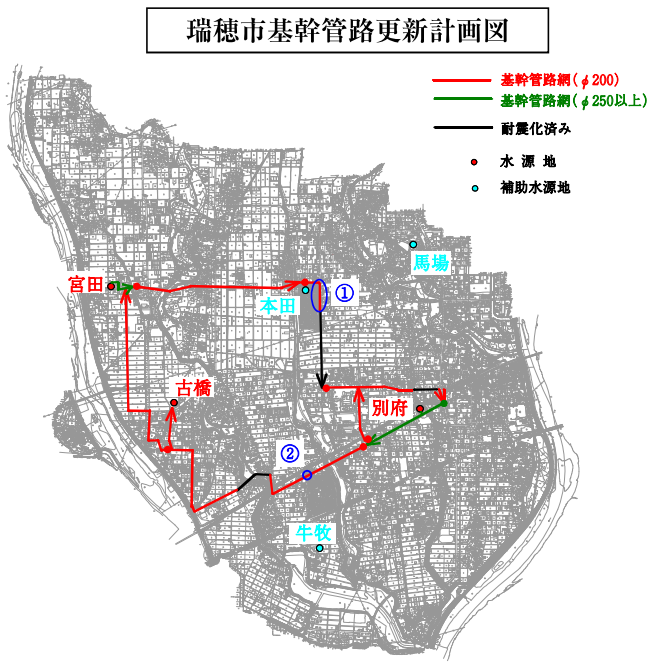 瑞穂市基幹管路更新計画図
基幹管路網(φ200)
基幹管路網(φ250以上)
耐震化済み
水 源 地
補助水源地
馬場
宮田
本田
①
古橋
別府
②
牛牧